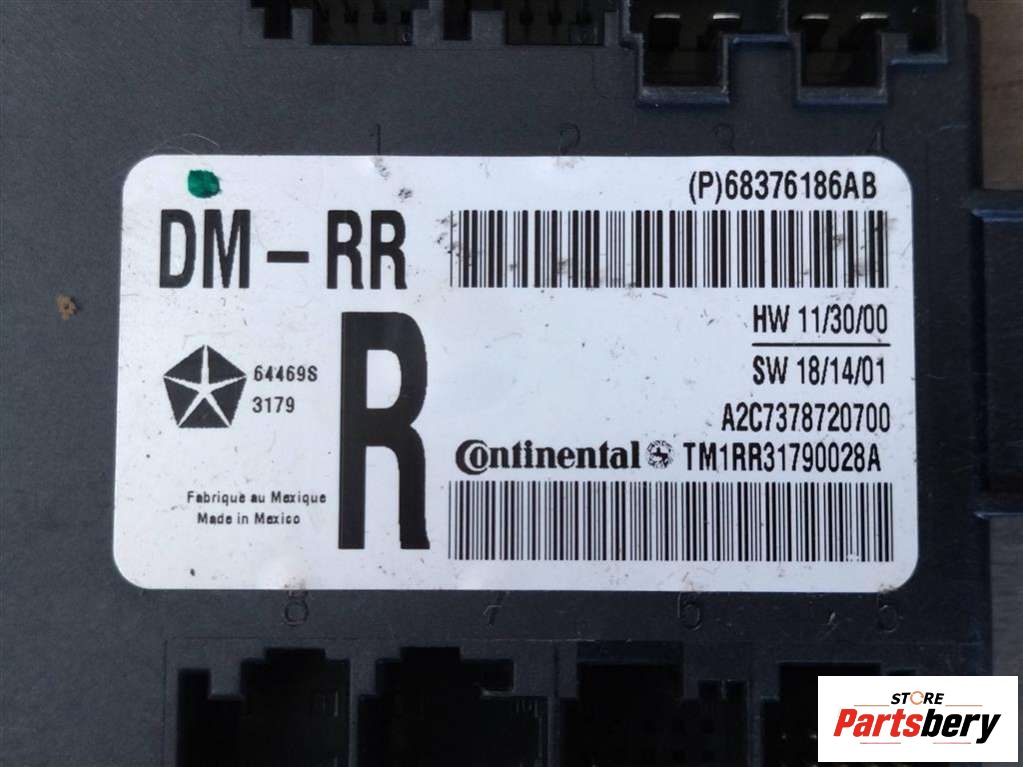 1 2 3 4
(P)68376186AB
DM-RR
HW 11/30/00
SW 18/14/01
64469S
3179
R
A2C7378720700
Continental TM1RR31790028A
Fabrique au Mexique
Made in Mexico
8 7 6 5
STORE
Partsbery